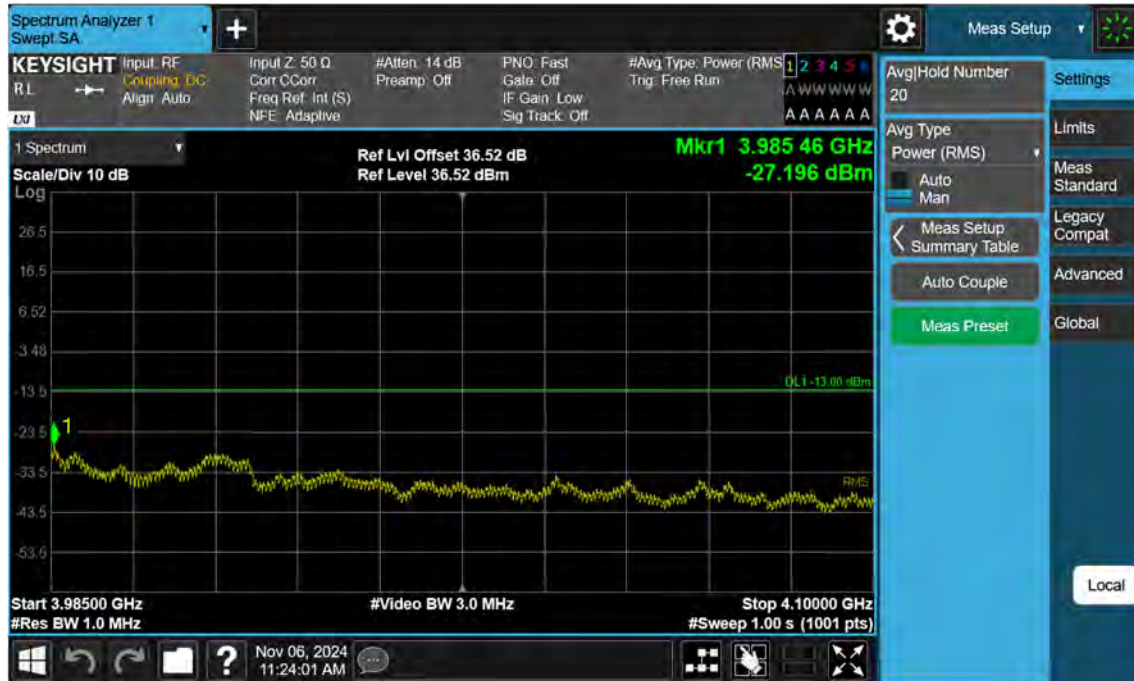 Spectrum Analyzer 1
Swept SA
+
Meas Setup
KEYSIGHT
RL
LXI
Input: RF
Coupling: DC
Align: Auto
Input Z: 50 Ω
Corr CCorr
Freq Ref: Int (S)
NFE: Adaptive
#Atten: 14 dB
Preamp: Off
PNO: Fast
Gate: Off
IF Gain: Low
Sig Track: Off
#Avg Type: Power (RMS
Trig: Free Run
1 2 3 4 5 6
A W W W W W
A A A A A A
1 Spectrum
Scale/Div 10 dB
Log
Ref Lvl Offset 36.52 dB
Ref Level 36.52 dBm
Mkr1 3.985 46 GHz
-27.196 dBm
26.5
16.5
6.52
-3.48
-13.5
-23.5
-33.5
-43.5
-53.5
DL1 -13.00 dBm
1
RMS
Start 3.98500 GHz
#Res BW 1.0 MHz
#Video BW 3.0 MHz
Stop 4.10000 GHz
#Sweep 1.00 s (1001 pts)
?
Nov 06, 2024
11:24:01 AM
Avg|Hold Number
20
Avg Type
Power (RMS)
Auto
Man
Meas Setup
Summary Table
Auto Couple
Meas Preset
Settings
Limits
Meas
Standard
Legacy
Compat
Advanced
Global
Local